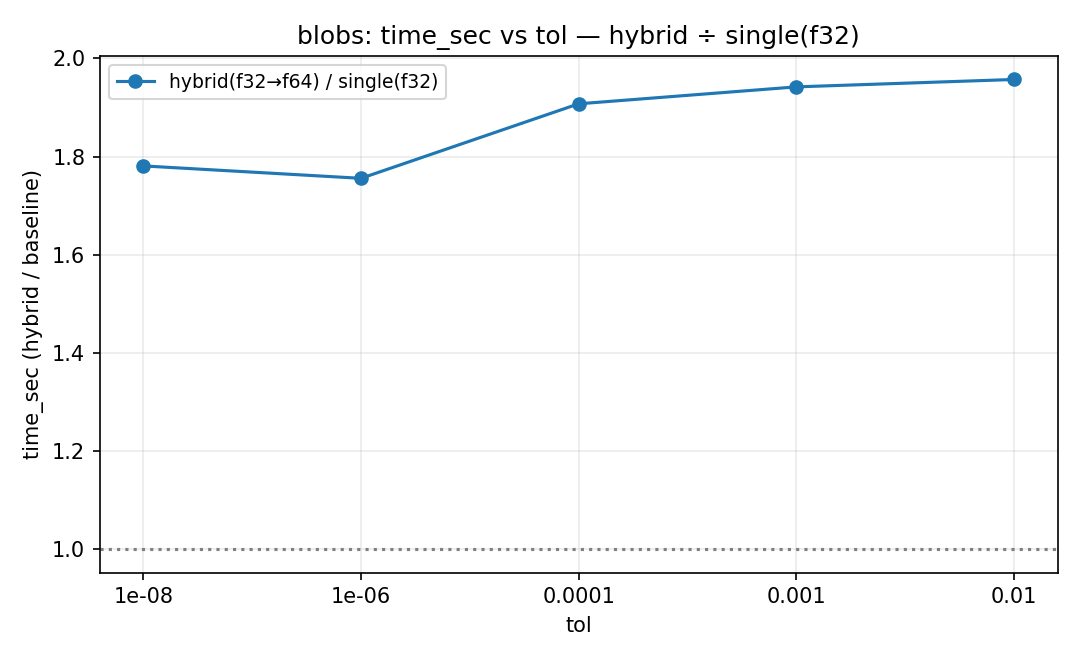 blobs: time_sec vs tol — hybrid ÷ single(f32)
hybrid(f32→f64) / single(f32)
time_sec (hybrid / baseline)
2.0
1.8
1.6
1.4
1.2
1.0
1e-08
1e-06
0.0001
0.001
0.01
tol